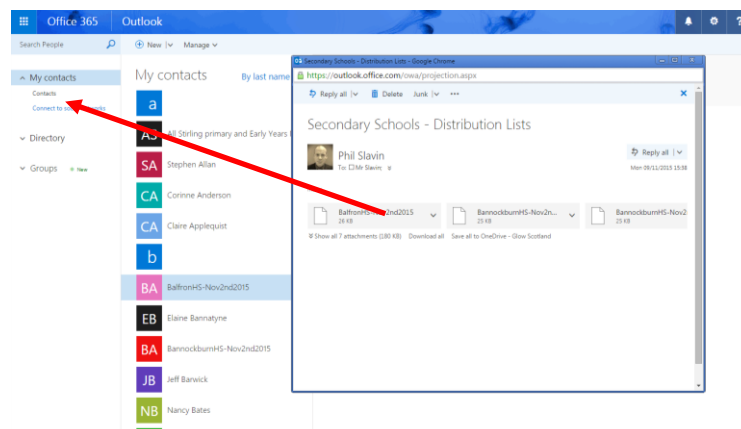 Office 365
Outlook
Search People
New
Manage
My contacts
Contacts
Connect to so
Directory
Groups
New
My contacts
By last name
a
AS
All Stirling primary and Early Years
SA
Stephen Allan
CA
Corinne Anderson
CA
Claire Applequist
b
BA
BalfronHS-Nov2nd2015
EB
Elaine Bannatyne
BA
BannockburnHS-Nov2nd2015
JB
Jeff Barwick
NB
Nancy Bates
Secondary Schools - Distribution Lists - Google Chrome
https://outlook.office.com/owa/projection.aspx
Reply all
Delete
Junk
•••
Secondary Schools - Distribution Lists
Phil Slavin
To: Mr Slavin;
Reply all
Mon 09/11/2015 15:58
BalfronHS-Nov2nd2015
26 KB
BannockburnHS-Nov2n...
25 KB
BannockburnHS-Nov2
25 KB
Show all 7 attachments (180 KB) Download all Save all to OneDrive - Glow Scotland